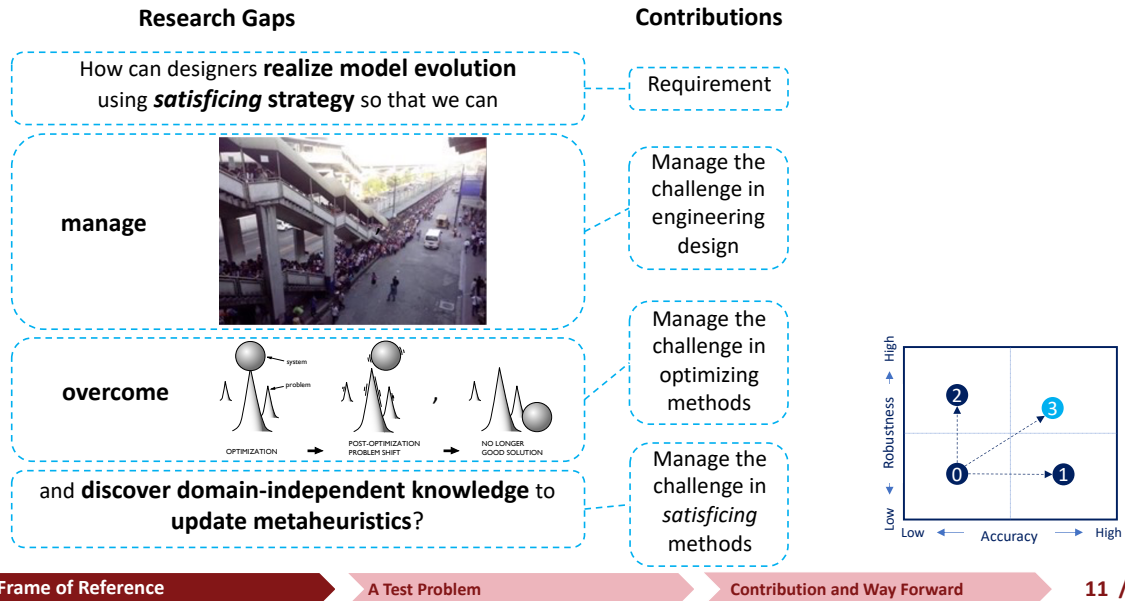 Research Gaps
Contributions
How can designers realize model evolution
using satisficing strategy so that we can
Requirement
manage
Manage the
challenge in
engineering
design
overcome
system
problem
,
OPTIMIZATION
POST-OPTIMIZATION
PROBLEM SHIFT
NO LONGER
GOOD SOLUTION
Manage the
challenge in
optimizing
methods
and discover domain-independent knowledge to
update metaheuristics?
Manage the
challenge in
satisficing
methods
Low Robustness High
2
3
0
1
Low Accuracy High
Frame of Reference
A Test Problem
Contribution and Way Forward
11 /